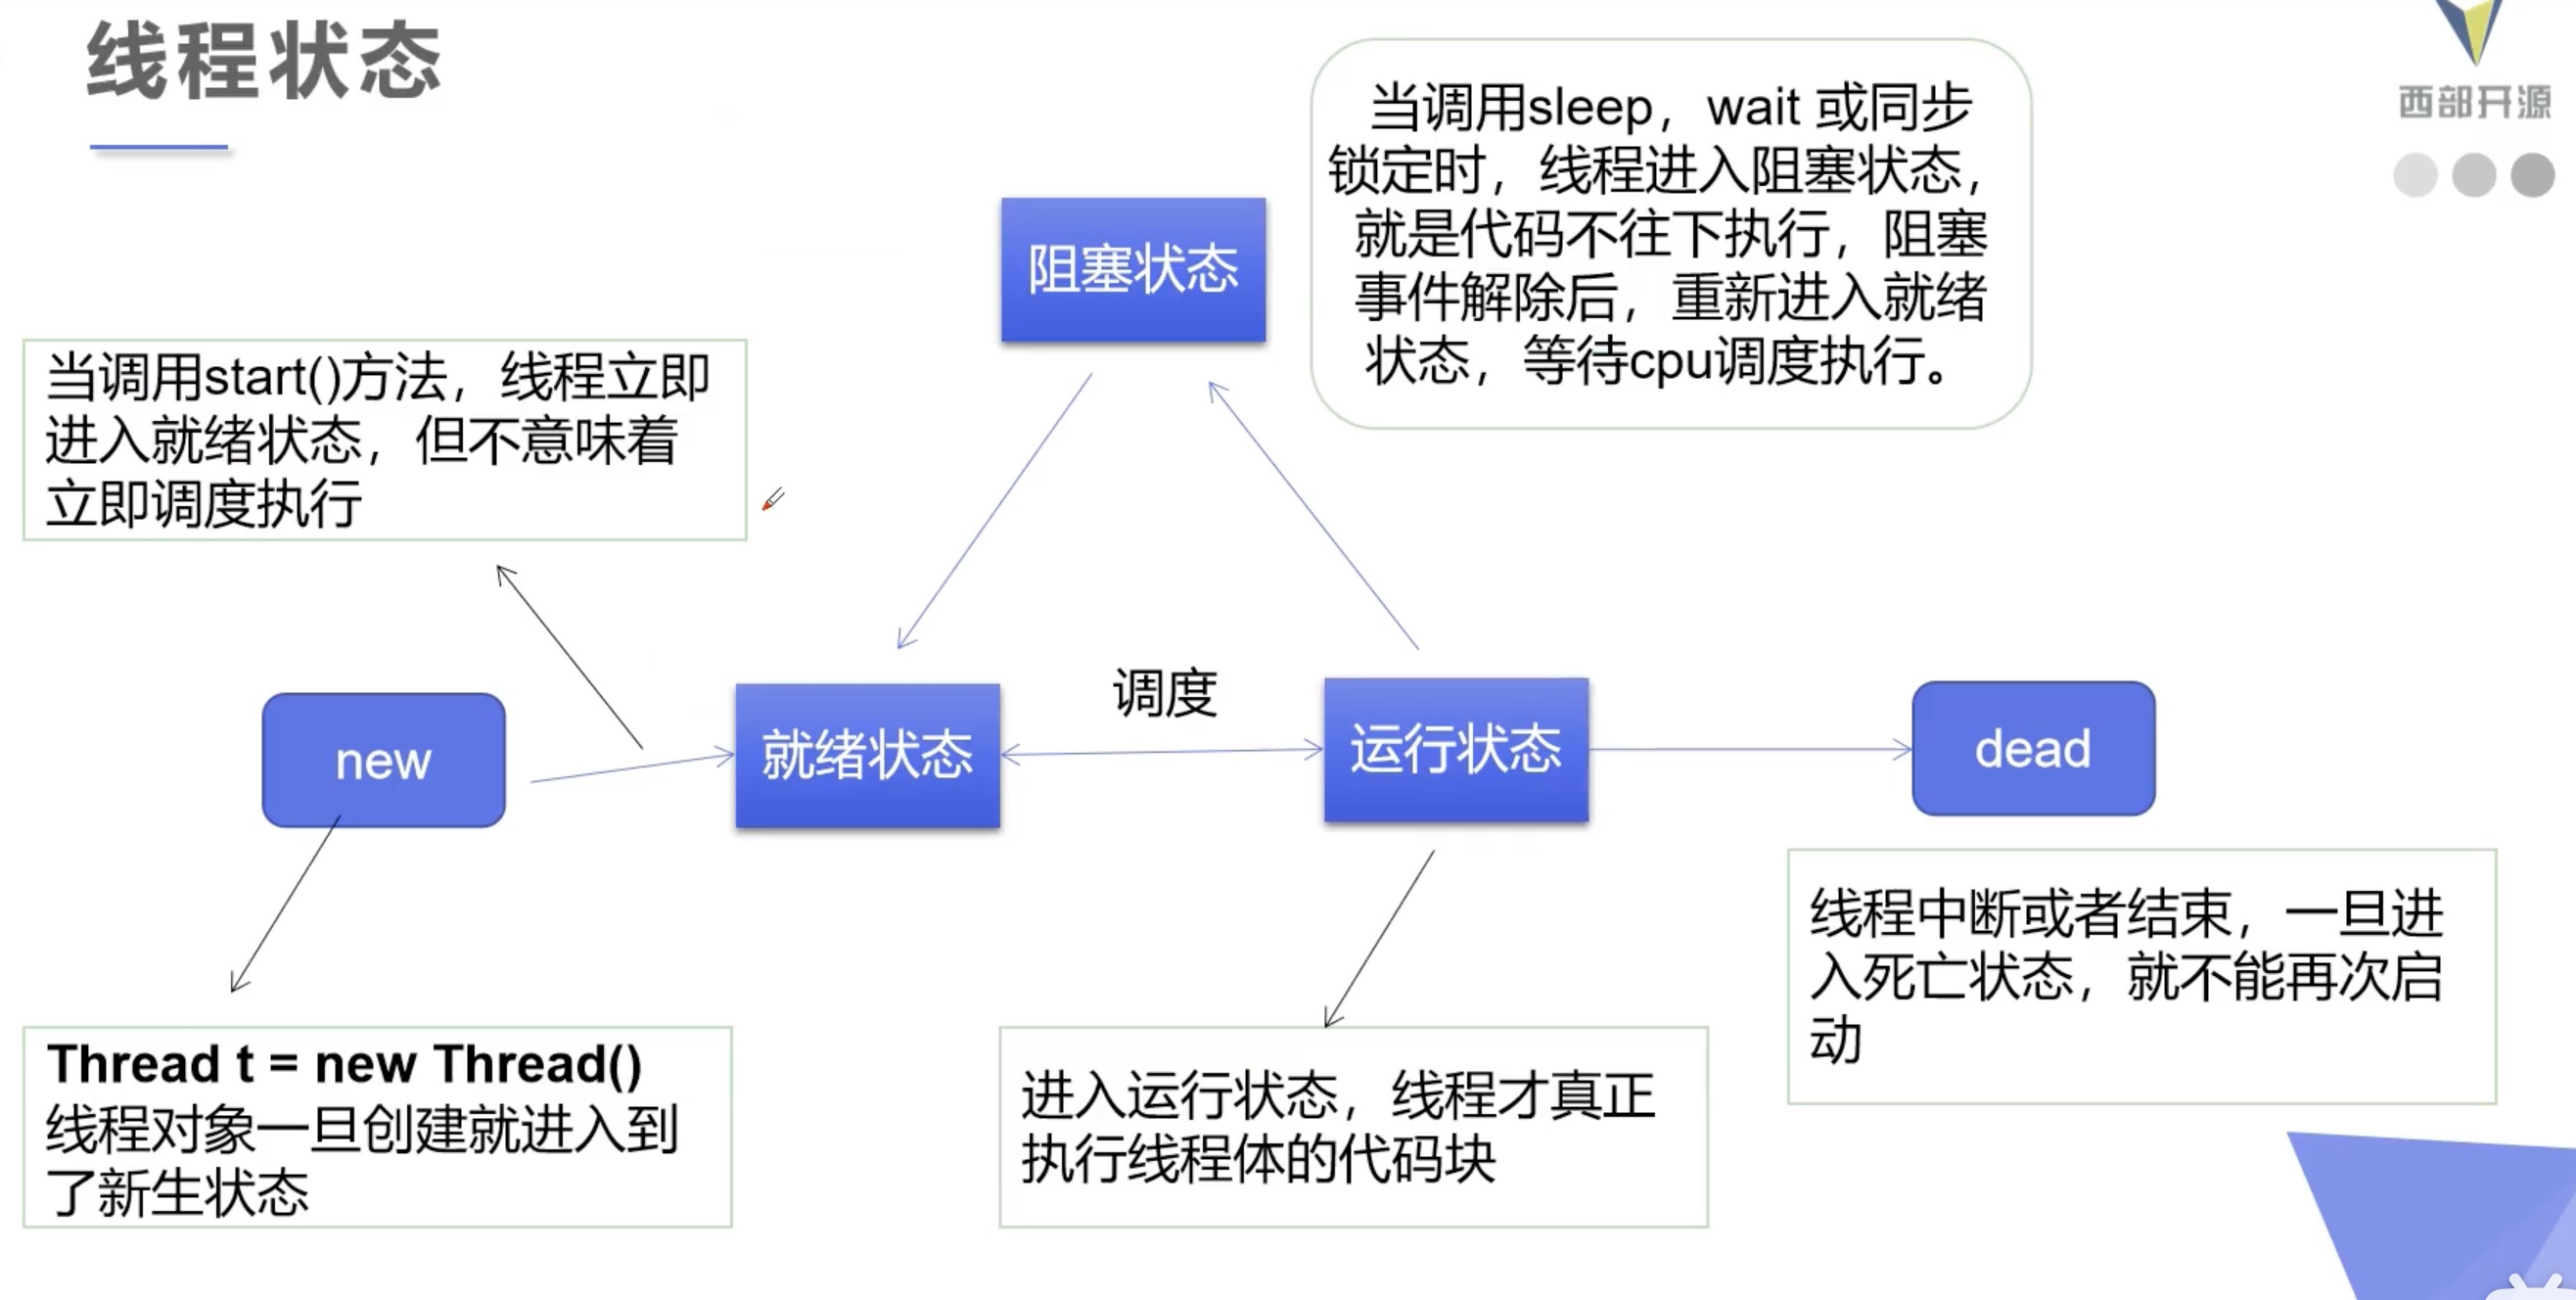 线程状态
西部开源
当调用sleep，wait 或同步
锁定时，线程进入阻塞状态，
就是代码不往下执行，阻塞
事件解除后，重新进入就绪
状态，等待cpu调度执行。
阻塞状态
当调用start()方法，线程立即
进入就绪状态，但不意味着
立即调度执行
new
就绪状态
调度
运行状态
dead
线程中断或者结束，一旦进
入死亡状态，就不能再次启
动
Thread t = new Thread()
线程对象一旦创建就进入到
了新生状态
进入运行状态，线程才真正
执行线程体的代码块